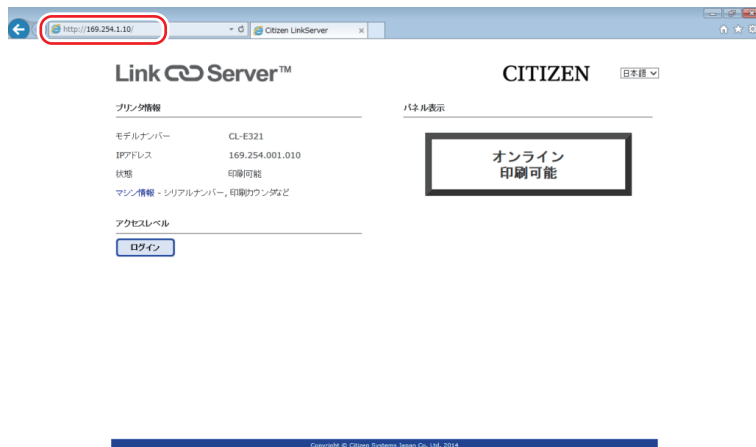 http://169.254.1.10/
Citizen LinkServer
Link Server™
CITIZEN
日本語
プリンタ情報
パネル表示
モデルナンバー CL-E321
IPアドレス 169.254.001.010
状態 印刷可能
マシン情報 - シリアルナンバー, 印刷カウンタなど
オンライン
印刷可能
アクセスレベル
ログイン
Copyright © Citizen Systems Japan Co. Ltd. 2014